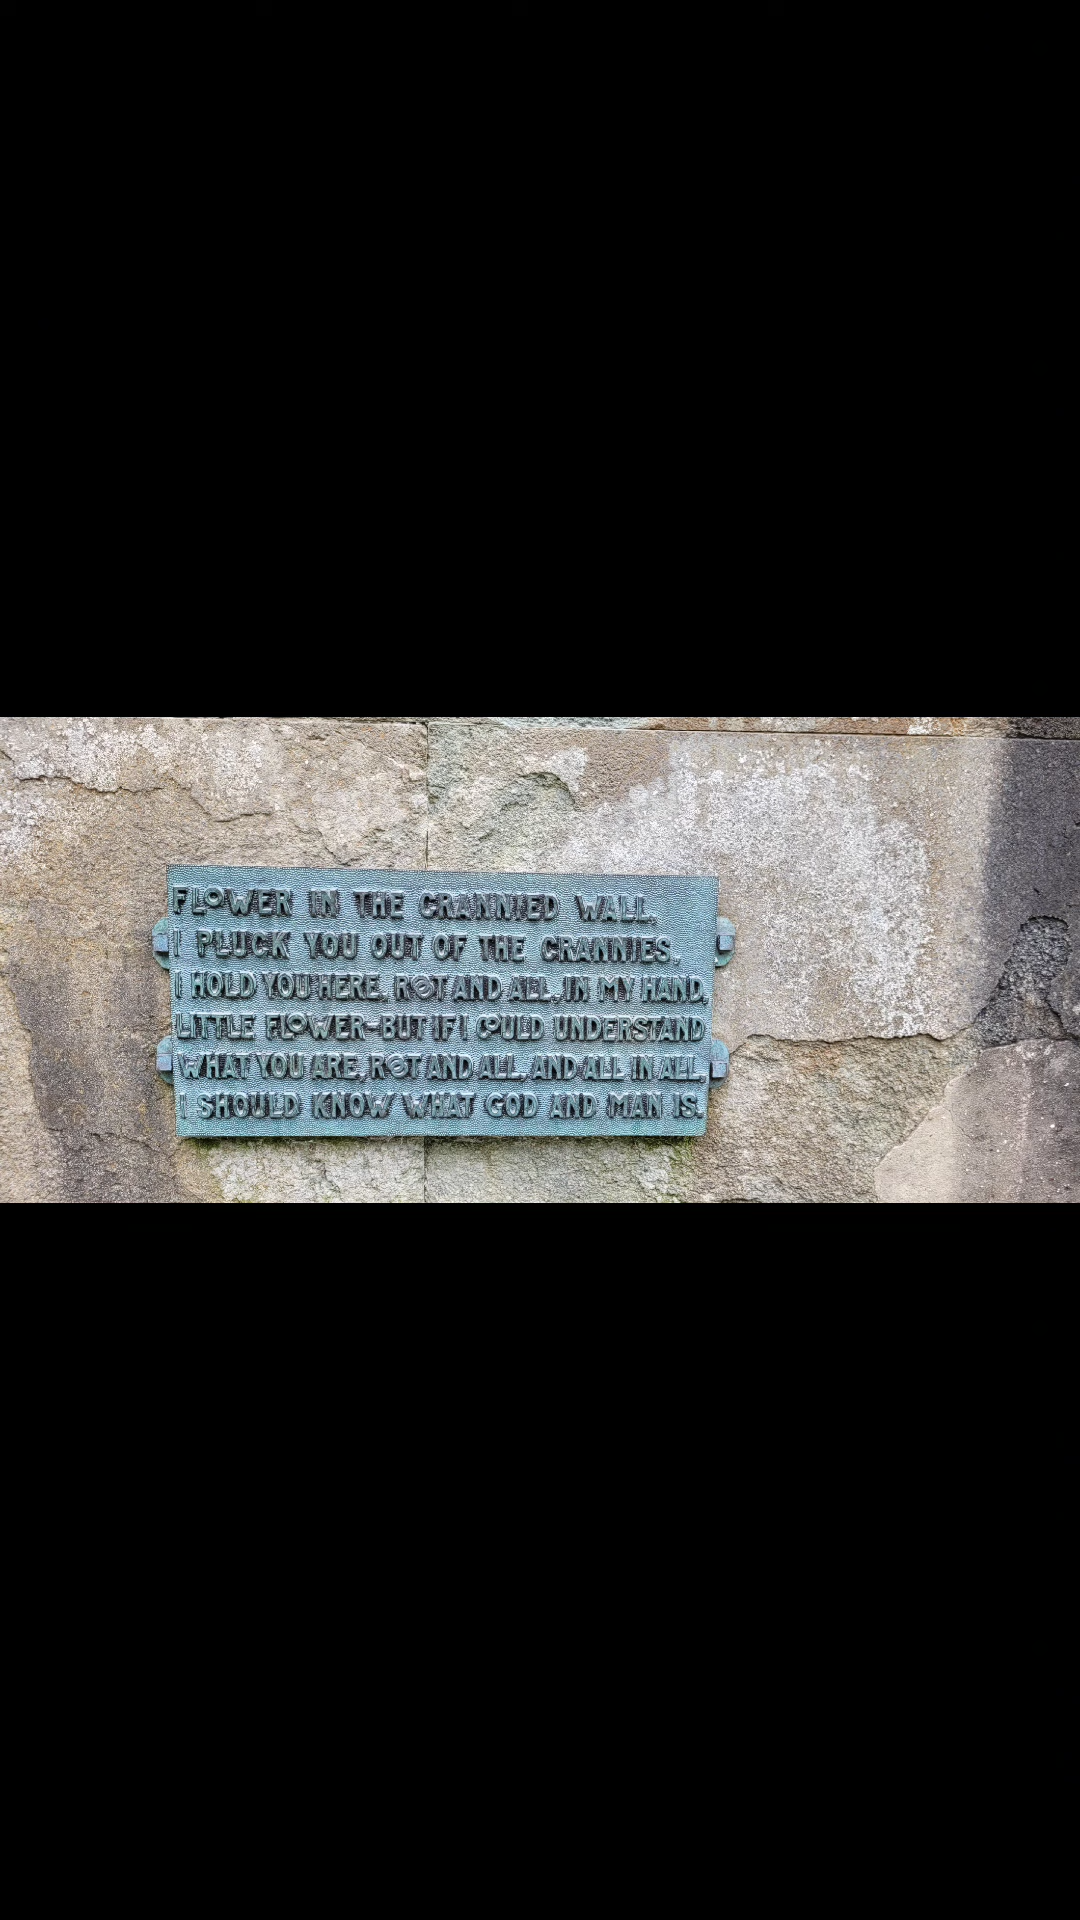 FLOWER IN THE CRANNIED WALL,
I PLUCK YOU OUT OF THE CRANNIES,
I HOLD YOU HERE, ROOT AND ALL, IN MY HAND,
LITTLE FLOWER-BUT IF I COULD UNDERSTAND
WHAT YOU ARE, ROOT AND ALL, AND ALL IN ALL,
I SHOULD KNOW WHAT GOD AND MAN IS.